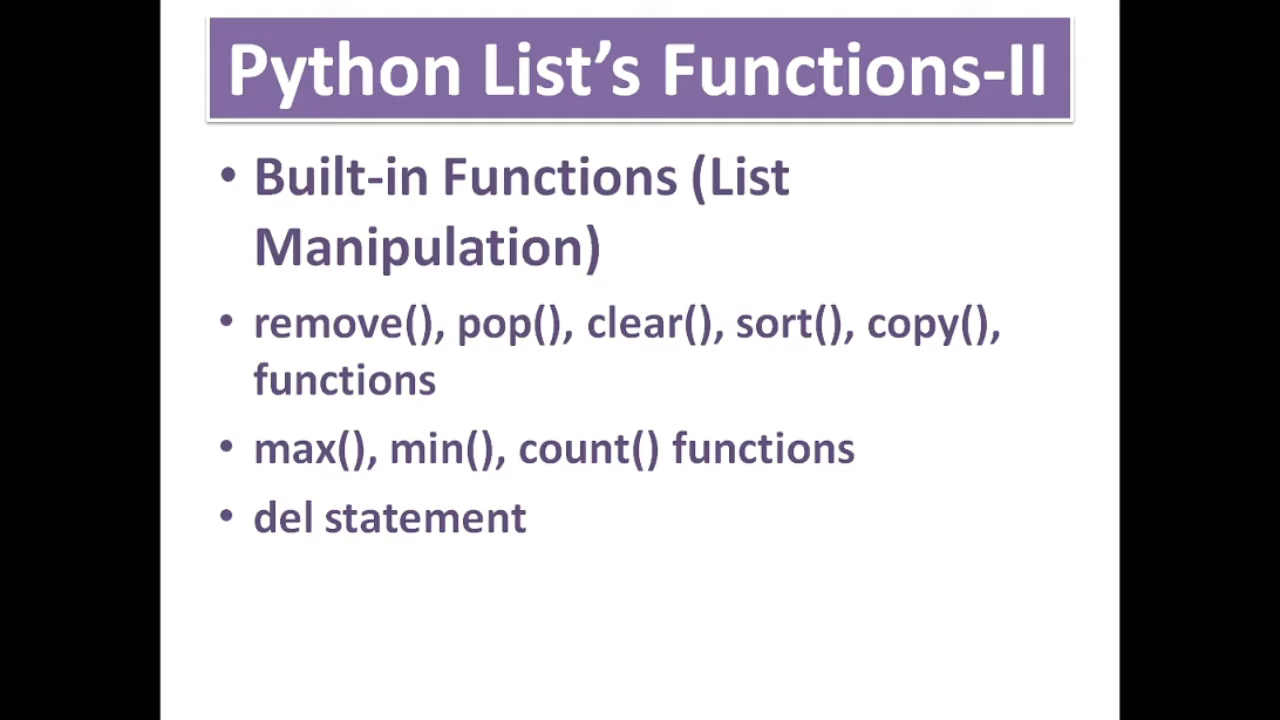 Python List’s Functions-II
• Built-in Functions (List
Manipulation)
• remove(), pop(), clear(), sort(), copy(),
functions
• max(), min(), count() functions
• del statement